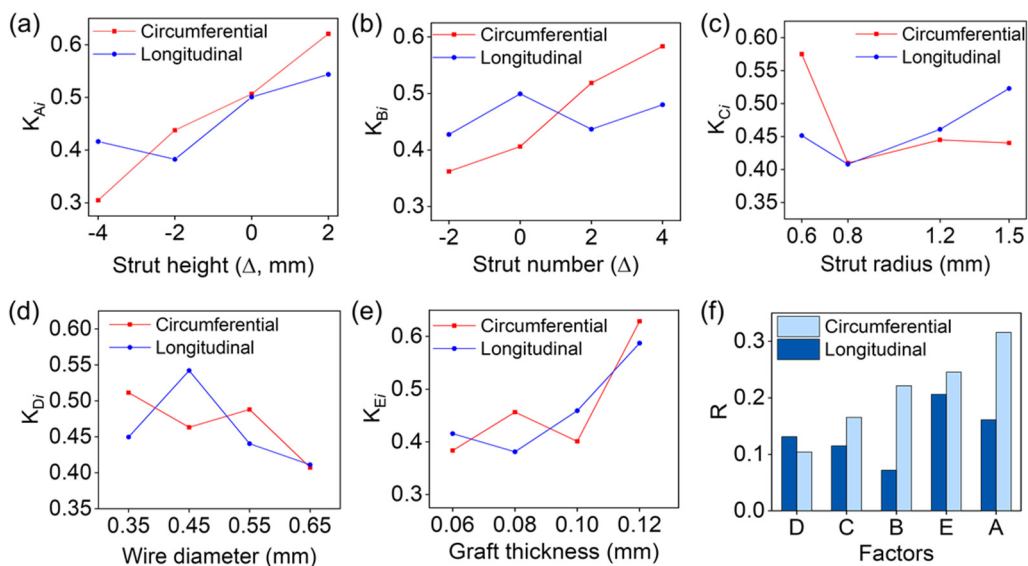 (a)
Circumferential
Longitudinal
0.6
0.5
0.4
0.3
K_Ai
-4 -2 0 2
Strut height (Δ, mm)
(b)
Circumferential
Longitudinal
0.6
0.5
0.4
0.3
K_Bi
-2 0 2 4
Strut number (Δ)
(c)
Circumferential
Longitudinal
0.60
0.55
0.50
0.45
0.40
0.35
K_Ci
0.6 0.8 1.2 1.5
Strut radius (mm)
(d)
Circumferential
Longitudinal
0.60
0.55
0.50
0.45
0.40
0.35
K_Di
0.35 0.45 0.55 0.65
Wire diameter (mm)
(e)
Circumferential
Longitudinal
0.6
0.5
0.4
0.3
K_Ei
0.06 0.08 0.10 0.12
Graft thickness (mm)
(f)
Circumferential
Longitudinal
0.3
0.2
0.1
0.0
R
D C B E A
Factors